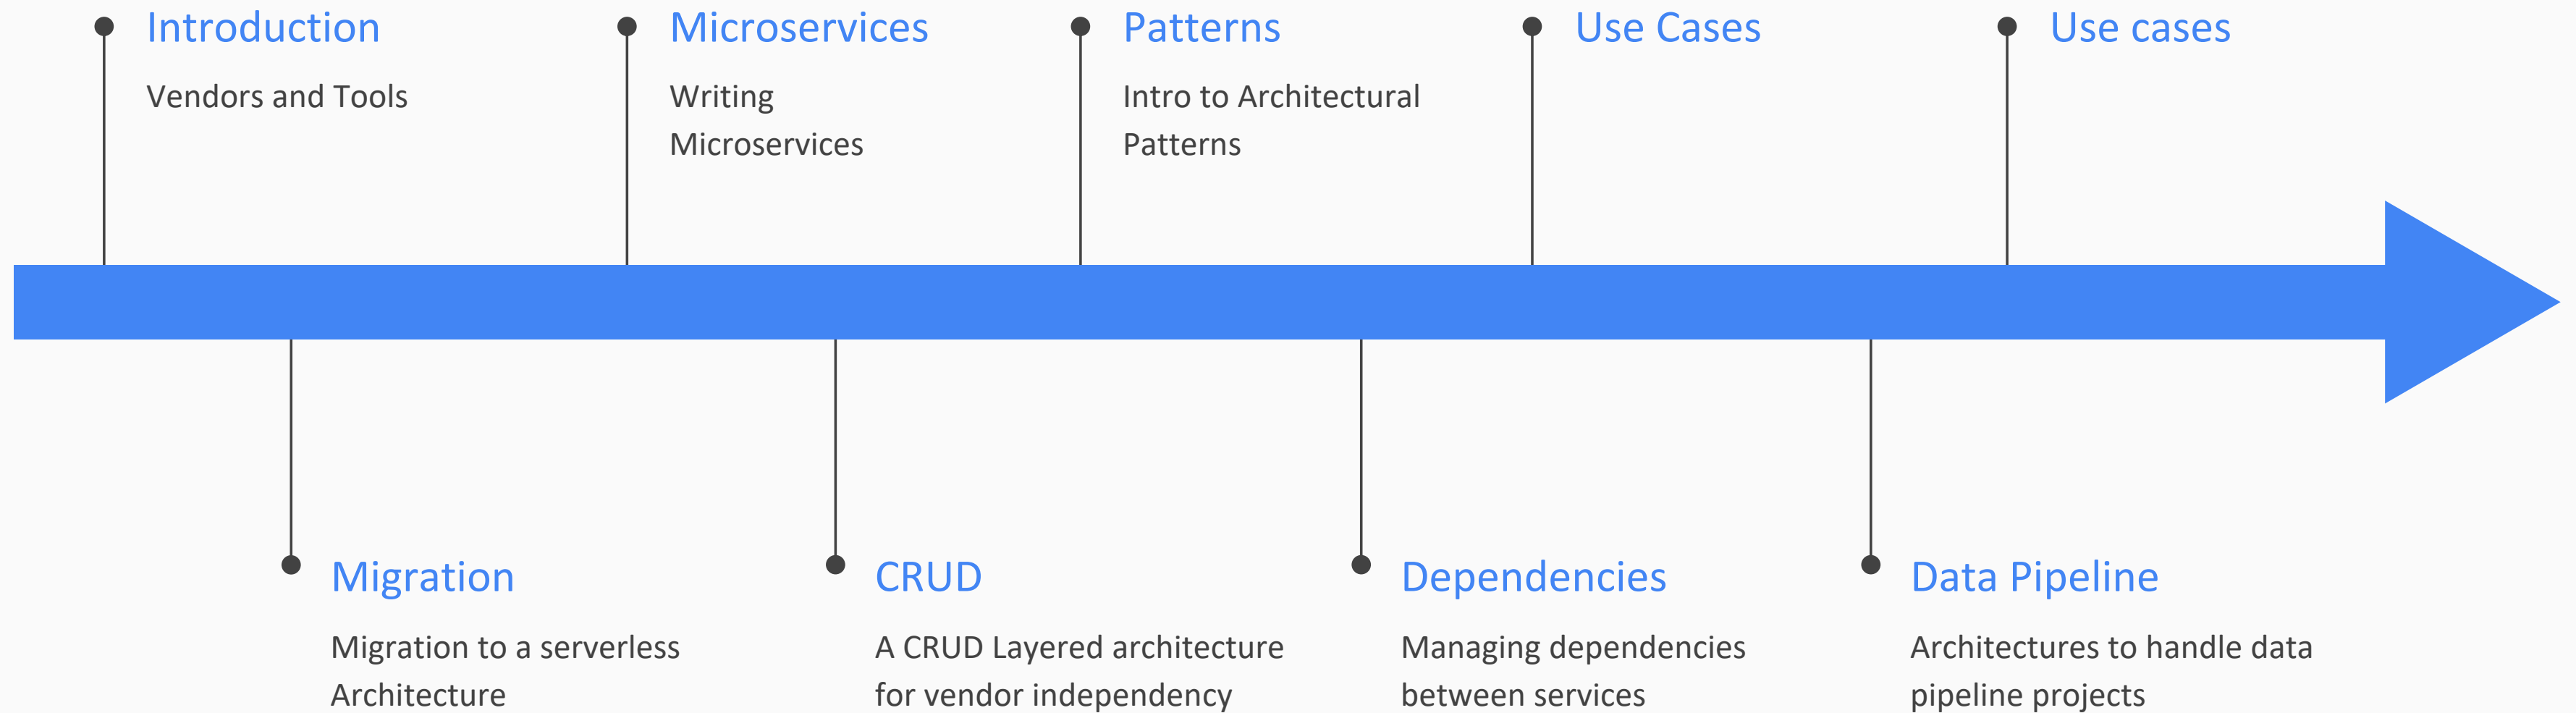 Introduction
Vendors and Tools
Microservices
Writing
Microservices
Patterns
Intro to Architectural
Patterns
Use Cases
Use cases
Migration
Migration to a serverless
Architecture
CRUD
A CRUD Layered architecture
for vendor independency
Dependencies
Managing dependencies
between services
Data Pipeline
Architectures to handle data
pipeline projects